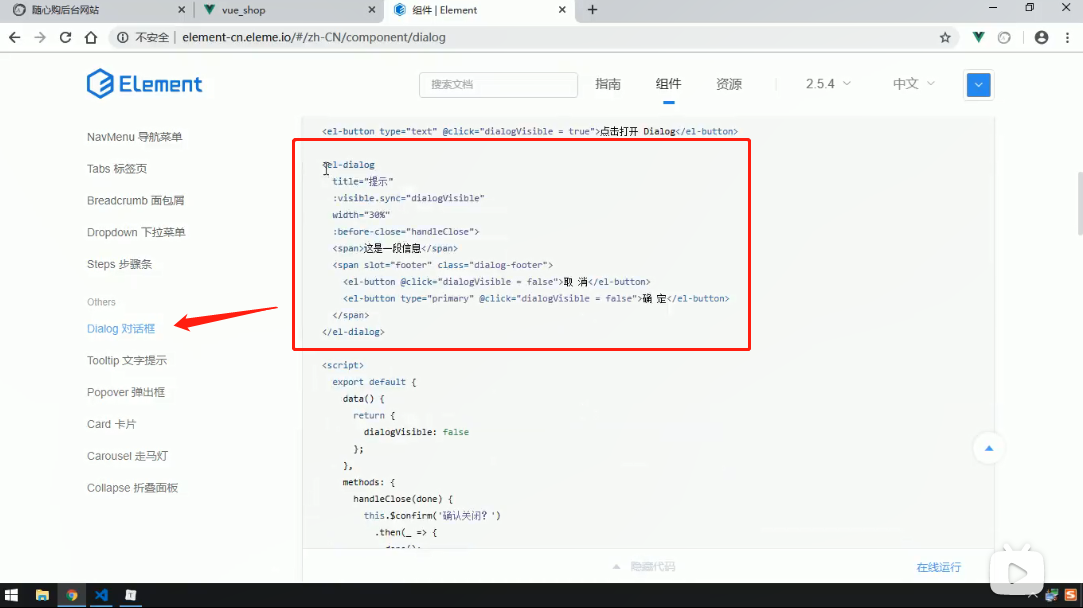 随心购后台网站
vue_shop
组件 | Element
不安全 | element-cn.eleme.io/#/zh-CN/component/dialog
Element
搜索文档
指南
组件
资源
2.5.4
中文
NavMenu 导航菜单
Tabs 标签页
Breadcrumb 面包屑
Dropdown 下拉菜单
Steps 步骤条
Others
Dialog 对话框
Tooltip 文字提示
Popover 弹出框
Card 卡片
Carousel 走马灯
Collapse 折叠面板
<el-button type="text" @click="dialogVisible = true">点击打开 Dialog</el-button>
<el-dialog
title="提示"
:visible.sync="dialogVisible"
width="30%"
:before-close="handleClose">
<span>这是一段信息</span>
<span slot="footer" class="dialog-footer">
<el-button @click="dialogVisible = false">取 消</el-button>
<el-button type="primary" @click="dialogVisible = false">确 定</el-button>
</span>
</el-dialog>
<script>
export default {
data() {
return {
dialogVisible: false
};
},
methods: {
handleClose(done) {
this.$confirm('确认关闭？')
.then(_ => {
done();
隐藏代码
在线运行